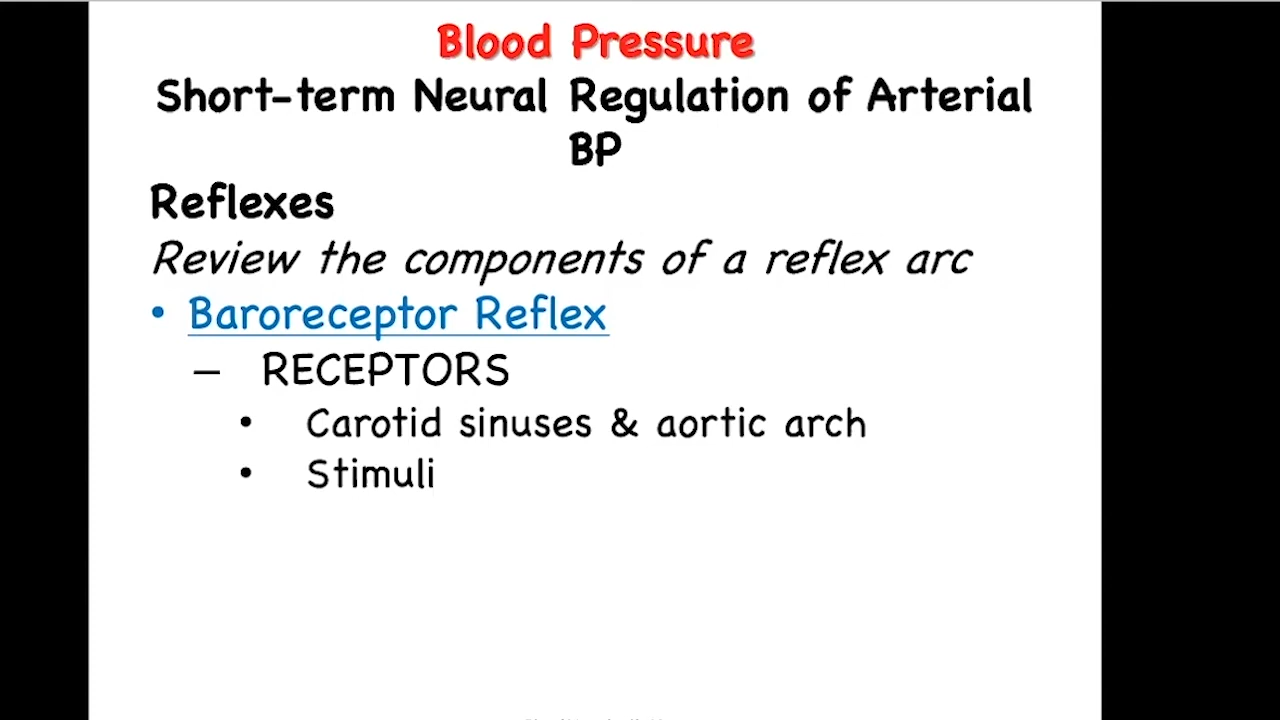 Blood Pressure
Short-term Neural Regulation of Arterial
BP
Reflexes
Review the components of a reflex arc
• Baroreceptor Reflex
– RECEPTORS
• Carotid sinuses & aortic arch
• Stimuli